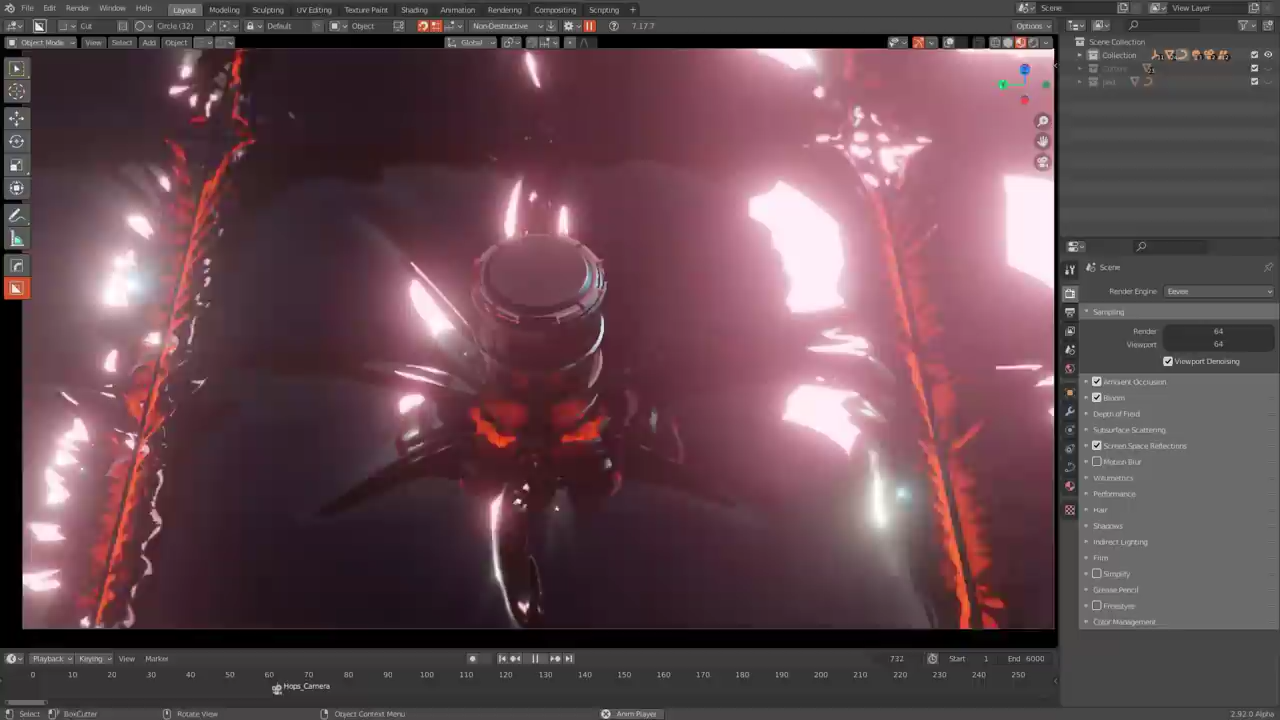 File Edit Render Window Help Layout Modeling Sculpting UV Editing Texture Paint Shading Animation Rendering Compositing Scripting Scene View Layer
Cut Circle (32) Default Object Non-Destructive 7.17.7 Options
Object Mode View Select Add Object Global
Scene Collection
Collection
Scene
Render Engine Eevee
Sampling
Render 64
Viewport 64
Viewport Denoising
Ambient Occlusion
Bloom
Depth of Field
Subsurface Scattering
Screen Space Reflections
Motion Blur
Volumetrics
Performance
Hair
Shadows
Indirect Lighting
Film
Simplify
Grease Pencil
Freestyle
Color Management
Playback Keying View Marker 732 Start 1 End 6000
0 10 20 30 40 50 60 70 80 90 100 110 120 130 140 150 160 170 180 190 200 210 220 230 240 250
Hops_Camera
Select BoxCutter Rotate View Object Context Menu Anim Player 2.92.0 Alpha